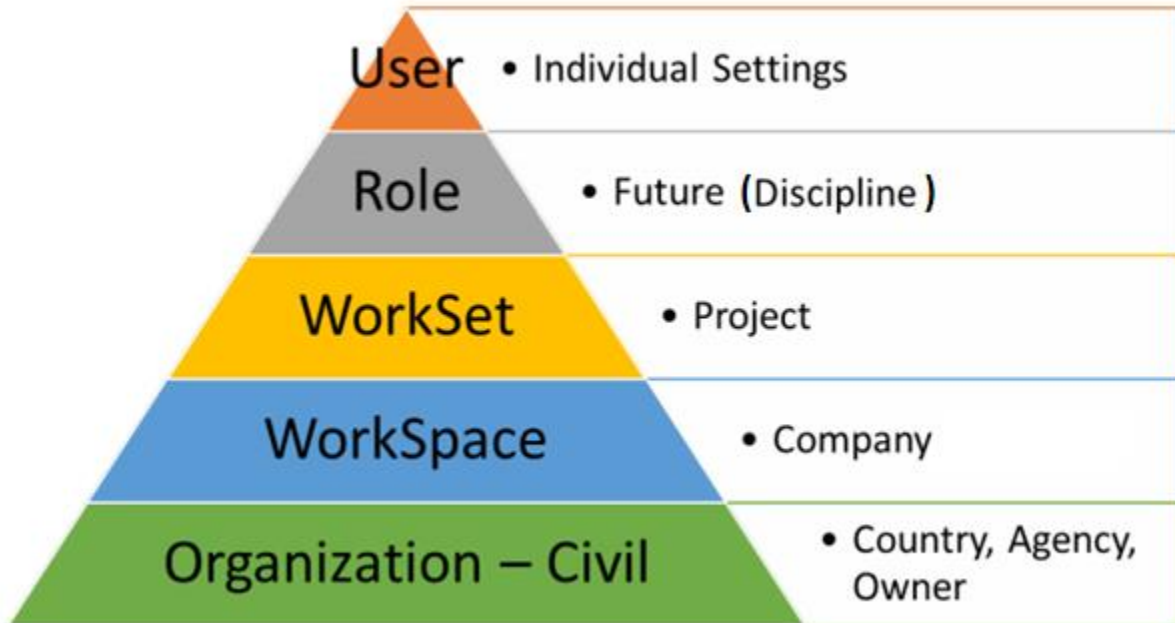 User
• Individual Settings
Role
• Future (Discipline)
WorkSet
• Project
WorkSpace
• Company
Organization – Civil
• Country, Agency,
Owner